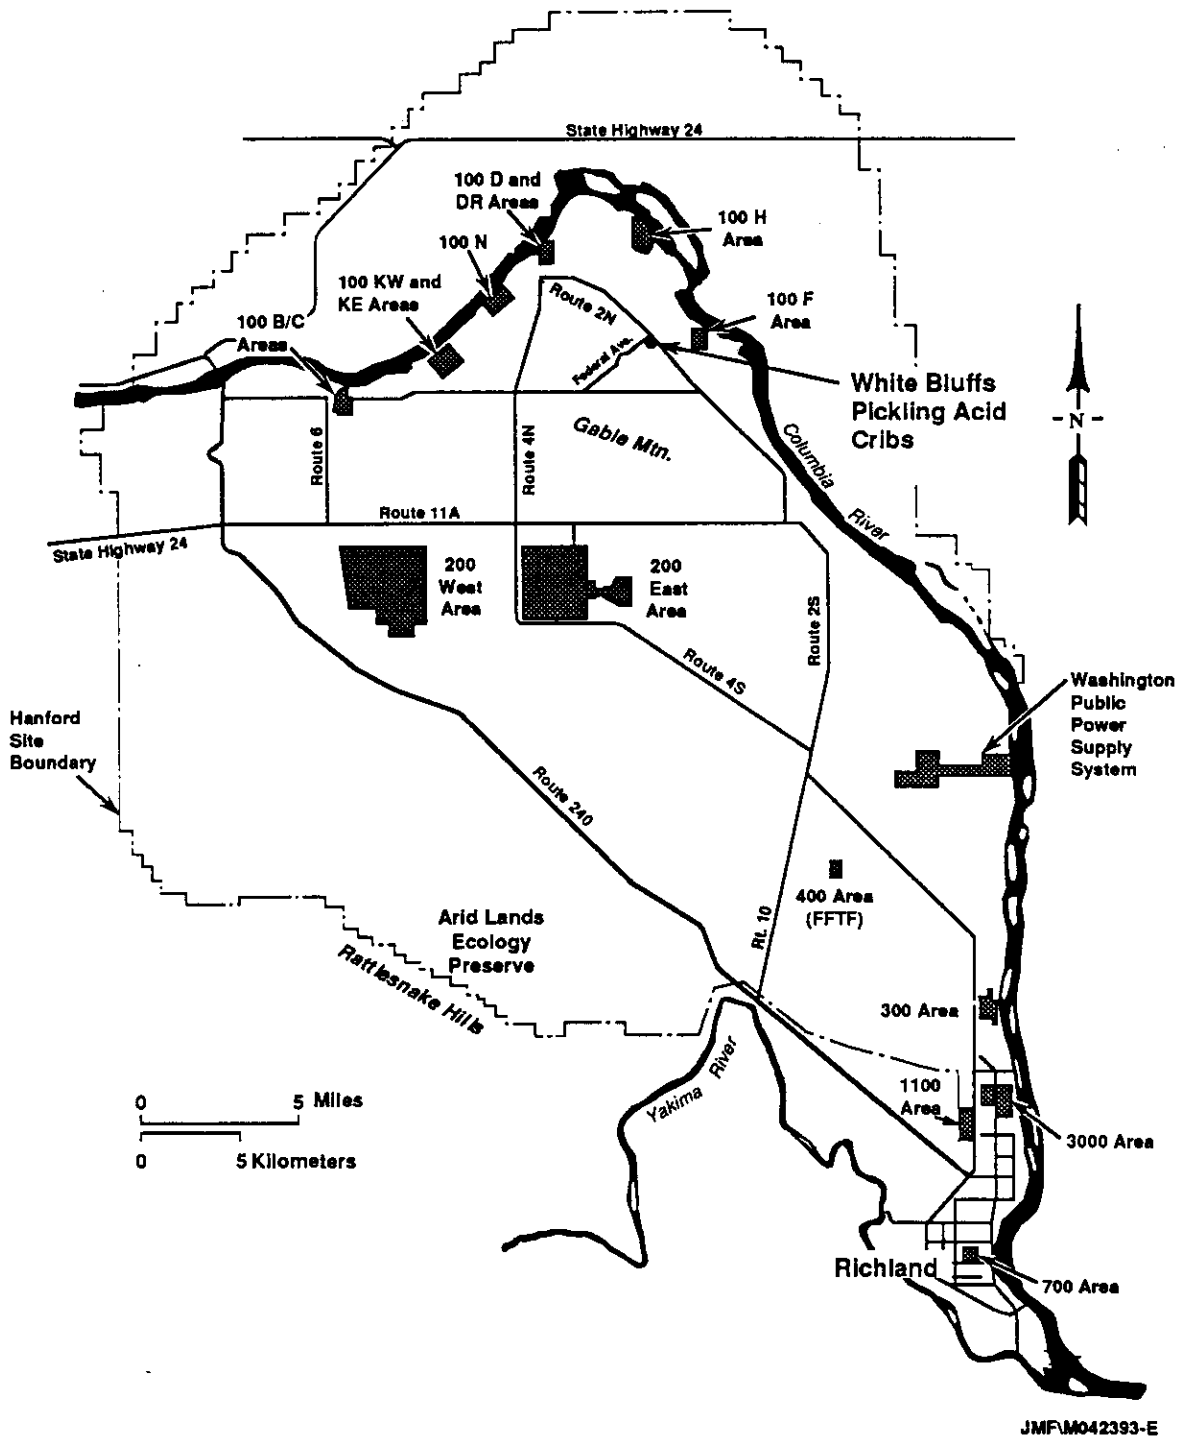 State Highway 24
100 D and
DR Areas
100 H
Area
100 N
100 KW and
KE Areas
Route 2N
100 F
Area
100 B/C
Areas
Federal Ave.
White Bluffs
Pickling Acid
Cribs
N
Gable Mtn.
Columbia
River
Route 6
Route 4N
Route 11A
State Highway 24
200
West
Area
200
East
Area
Route 2S
Route 4S
Washington
Public
Power
Supply
System
Hanford
Site
Boundary
Route 240
400 Area
(FFTF)
Rt. 10
Arid Lands
Ecology
Preserve
Rattlesnake Hills
300 Area
Yakima River
1100
Area
3000 Area
0 5 Miles
0 5 Kilometers
Richland
700 Area
JMF\M042393-E